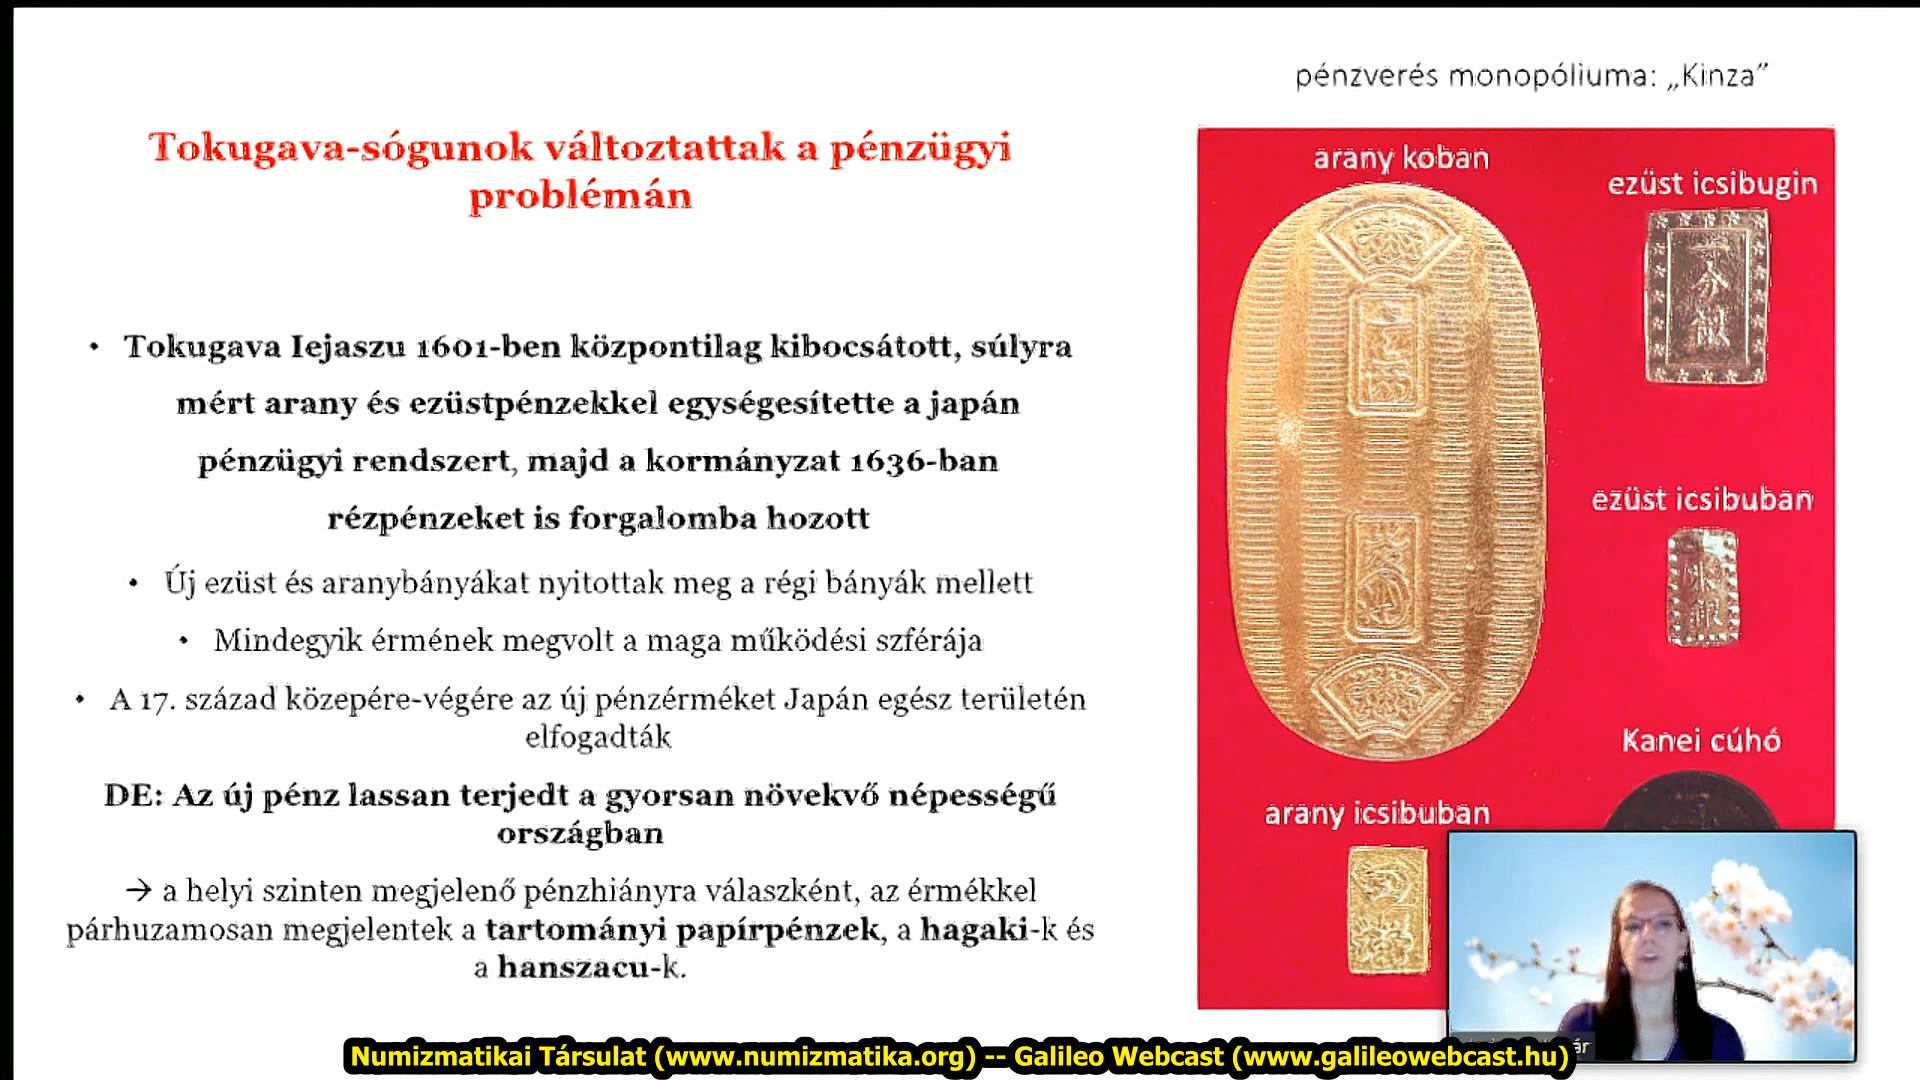 pénzverés monopóliuma: „Kinza”
Tokugava-sógunok változtattak a pénzügyi
problémán
• Tokugava Iejaszu 1601-ben központilag kibocsátott, súlyra
mért arany és ezüstpénzekkel egységesítette a japán
pénzügyi rendszert, majd a kormányzat 1636-ban
rézpénzeket is forgalomba hozott
• Új ezüst és aranybányákat nyitottak meg a régi bányák mellett
• Mindegyik érmének megvolt a maga működési szférája
• A 17. század közepére-végére az új pénzérméket Japán egész területén
elfogadták
DE: Az új pénz lassan terjedt a gyorsan növekvő népességű
országban
→ a helyi szinten megjelenő pénzhiányra válaszként, az érmékkel
párhuzamosan megjelentek a tartományi papírpénzek, a hagaki-k és
a hanszacu-k.
arany koban
ezüst icsibugin
一分銀
ezüst icsibuban
Kanei cúhó
arany icsibuban
Numizmatikai Társulat (www.numizmatika.org) -- Galileo Webcast (www.galileowebcast.hu)